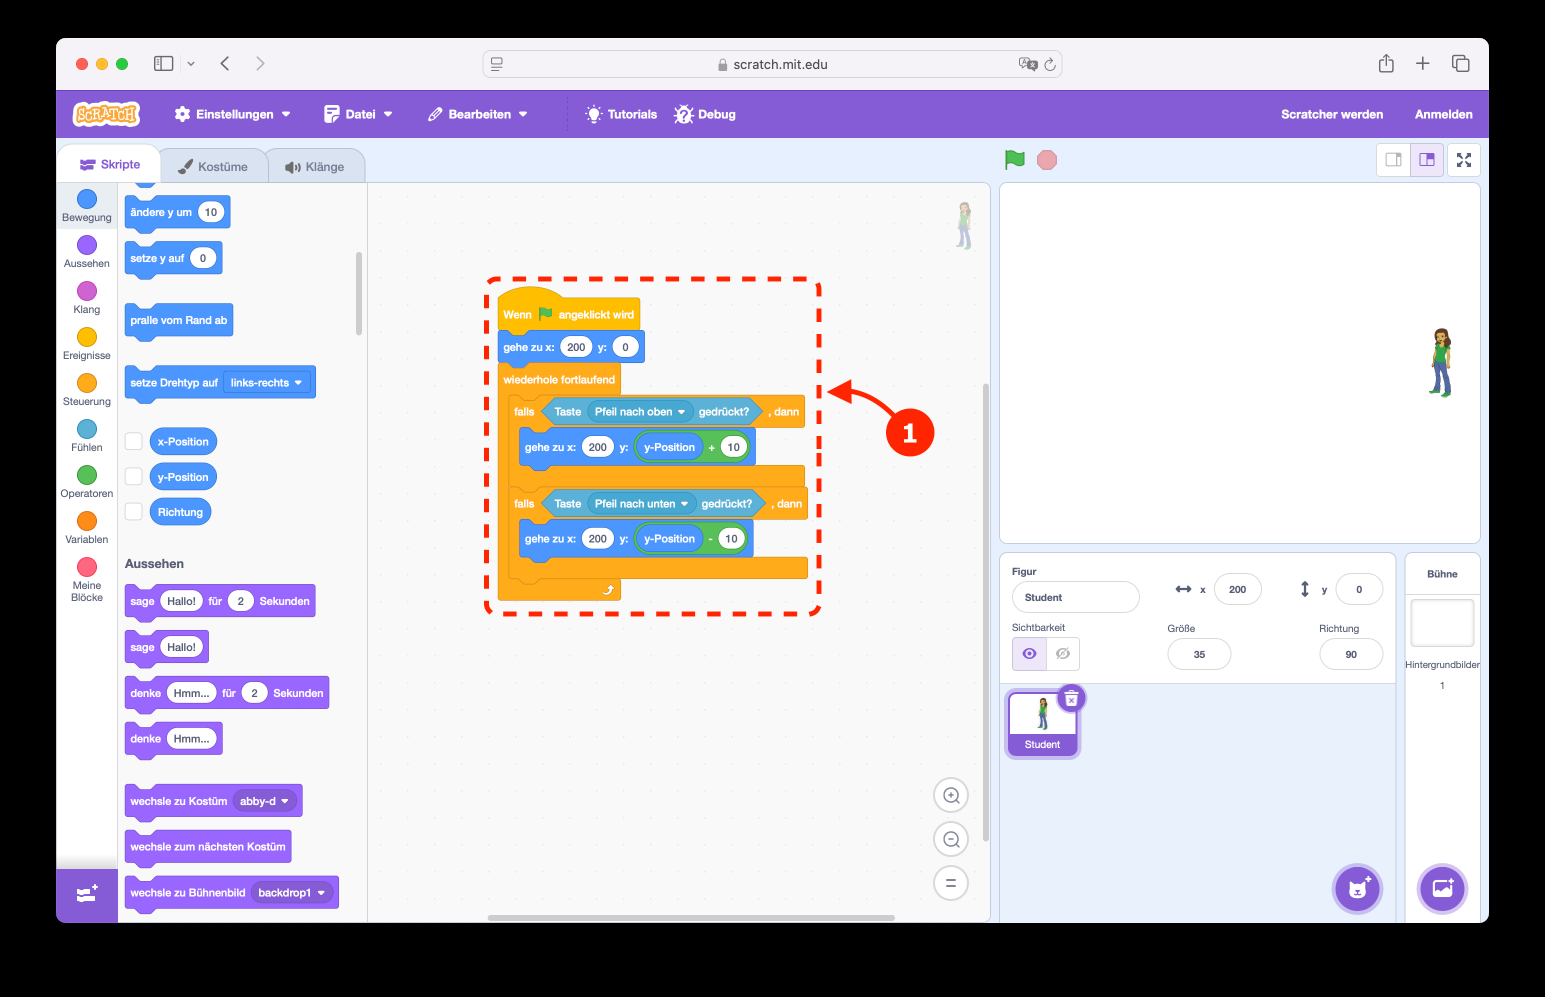 scratch.mit.edu
SCRATCH
Einstellungen
Datei
Bearbeiten
Tutorials
Debug
Scratcher werden
Anmelden
Skripte
Kostüme
Klänge
Bewegung
Aussehen
Klang
Ereignisse
Steuerung
Fühlen
Operatoren
Variablen
Meine
Blöcke
ändere y um 10
setze y auf 0
pralle vom Rand ab
setze Drehtyp auf links-rechts
x-Position
y-Position
Richtung
Aussehen
sage Hallo! für 2 Sekunden
sage Hallo!
denke Hmm... für 2 Sekunden
denke Hmm...
wechsle zu Kostüm abby-d
wechsle zum nächsten Kostüm
wechsle zu Bühnenbild backdrop1
Wenn angeklickt wird
gehe zu x: 200 y: 0
wiederhole fortlaufend
falls Taste Pfeil nach oben gedrückt? , dann
gehe zu x: 200 y: y-Position + 10
falls Taste Pfeil nach unten gedrückt? , dann
gehe zu x: 200 y: y-Position - 10
1
Figur
Student
x 200
y 0
Sichtbarkeit
Größe
35
Richtung
90
Student
Bühne
Hintergrundbilder
1